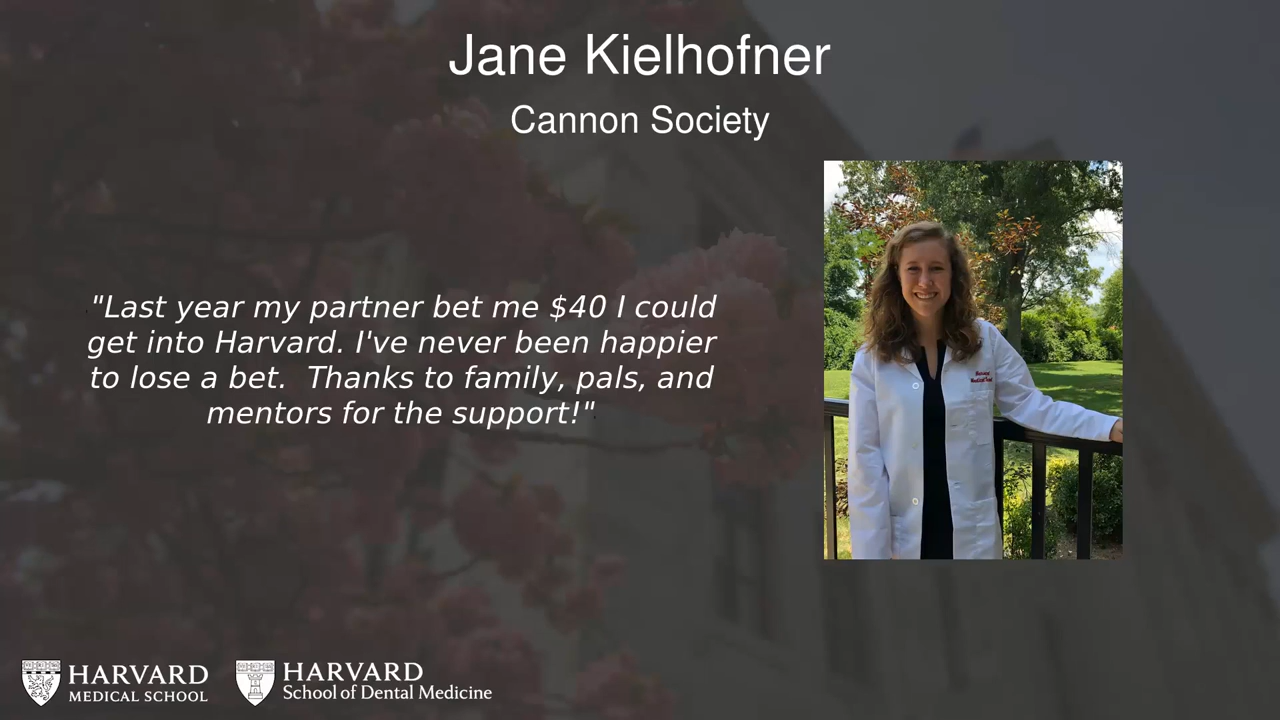 Jane Kielhofner
Cannon Society
"Last year my partner bet me $40 I could
get into Harvard. I've never been happier
to lose a bet.  Thanks to family, pals, and
mentors for the support!"
HARVARD
MEDICAL SCHOOL
HARVARD
School of Dental Medicine